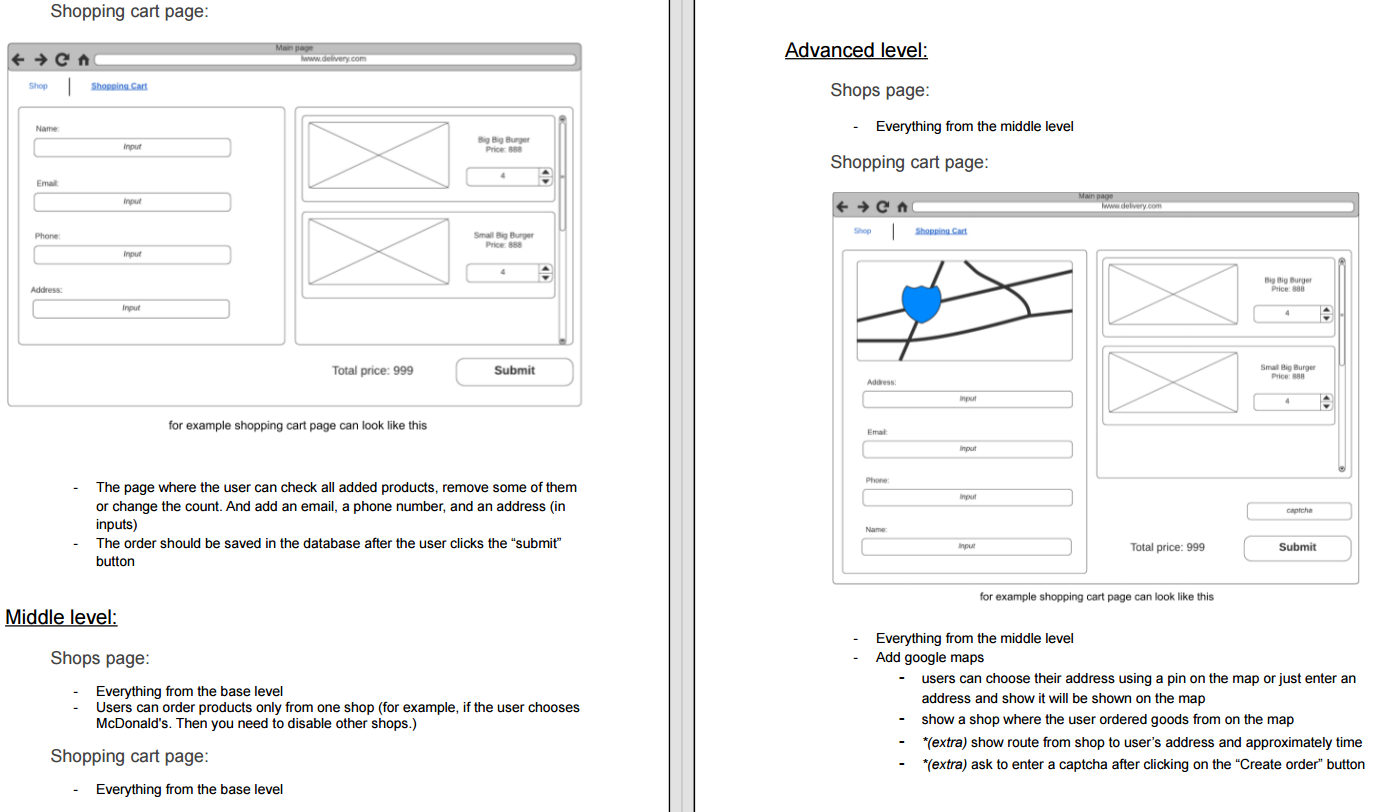 Shopping cart page:
Main page
lwww.delivery.com
Shop
Shopping Cart
Name:
Input
Email:
Input
Phone:
Input
Address:
Input
Big Big Burger
Price: 888
4
Small Big Burger
Price: 888
4
Total price: 999
Submit
for example shopping cart page can look like this
- The page where the user can check all added products, remove some of them
or change the count. And add an email, a phone number, and an address (in
inputs)
- The order should be saved in the database after the user clicks the “submit”
button
Middle level:
Shops page:
- Everything from the base level
- Users can order products only from one shop (for example, if the user chooses
McDonald's. Then you need to disable other shops.)
Shopping cart page:
- Everything from the base level
Advanced level:
Shops page:
- Everything from the middle level
Shopping cart page:
Main page
lwww.delivery.com
Shop
Shopping Cart
Address:
Input
Email:
Input
Phone:
Input
Name:
Input
Big Big Burger
Price: 888
4
Small Big Burger
Price: 888
4
captcha
Total price: 999
Submit
for example shopping cart page can look like this
- Everything from the middle level
- Add google maps
- users can choose their address using a pin on the map or just enter an
address and show it will be shown on the map
- show a shop where the user ordered goods from on the map
- *(extra) show route from shop to user’s address and approximately time
- *(extra) ask to enter a captcha after clicking on the “Create order” button